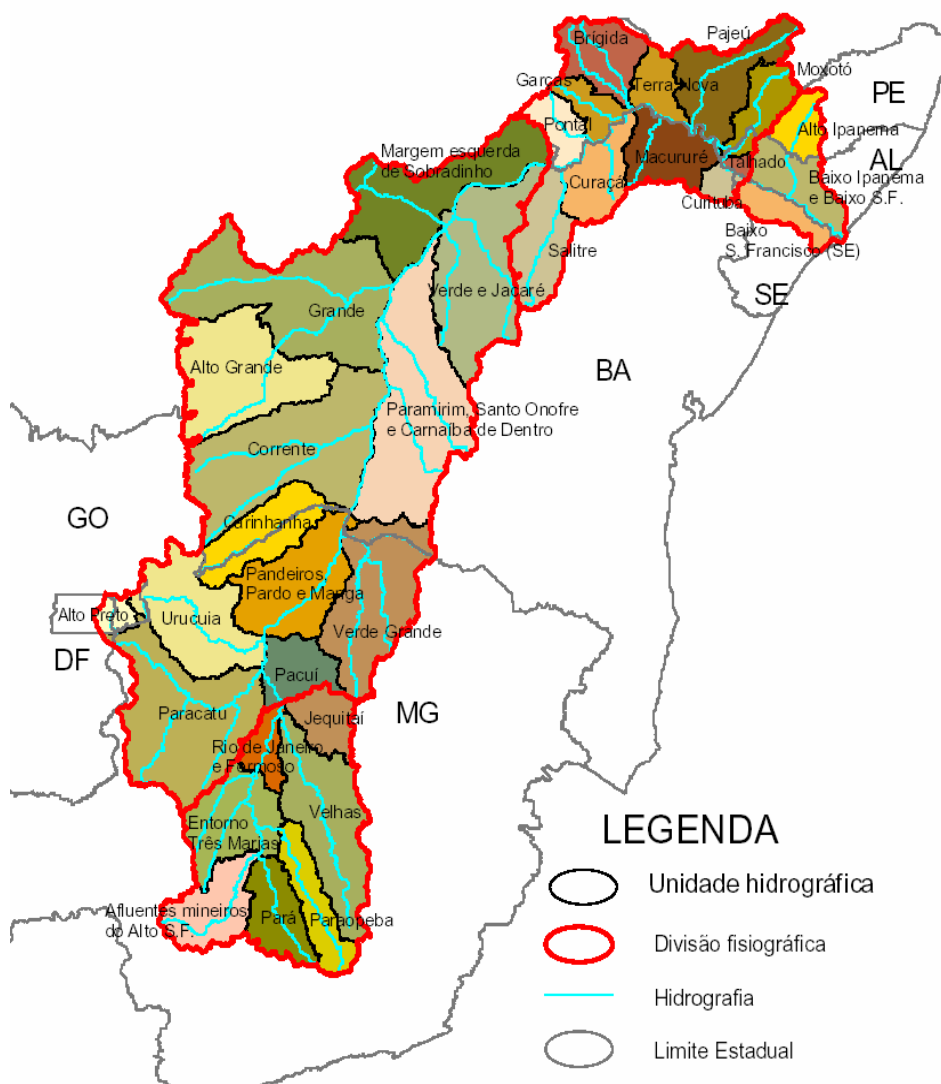 Brígida
Pajeú
Garças
Terra Nova
Moxotó
PE
Pontal
Alto Ipanema
Margem esquerda
de Sobradinho
Macururé
Talhado
AL
Baixo Ipanema
e Baixo S.F.
Curaçá
Curituba
Baixo
S. Francisco (SE)
Salitre
Verde e Jacaré
SE
Grande
Alto Grande
BA
Paramirim, Santo Onofre
e Carnaíba de Dentro
Corrente
GO
Carinhanha
Pandeiros,
Pardo e Manga
Alto Preto
Urucuia
Verde Grande
DF
Pacuí
Paracatu
Jequitaí
MG
Rio de Janeiro
e Formoso
Velhas
Entorno
Três Marias
Afluentes mineiros
do Alto S.F.
Pará
Paraopeba
LEGENDA
Unidade hidrográfica
Divisão fisiográfica
Hidrografia
Limite Estadual